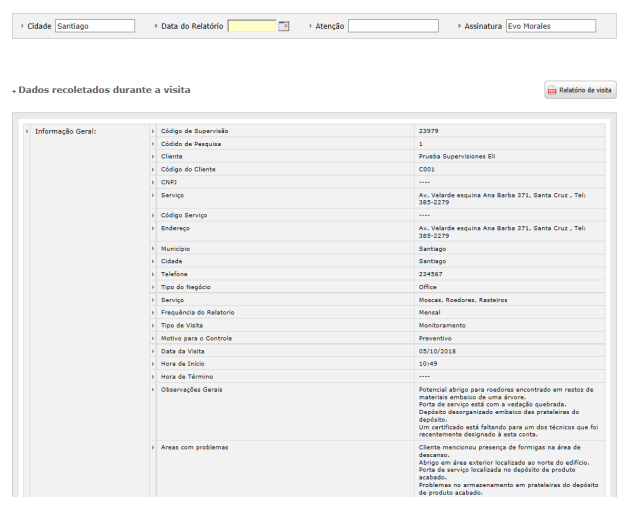 Cidade Santiago Data do Relatório Atenção Assinatura Evo Morales
Dados recoletados durante a visita Relatório de visita
Informação Geral: Código de Supervisão 23979
Códido de Pesquisa 1
Cliente Prueba Supervisiones Eli
Código do Cliente C001
CNPJ ----
Serviço Av. Velarde esquina Ana Barba 371, Santa Cruz , Tel:
385-2279
Código Serviço ----
Endereço Av. Velarde esquina Ana Barba 371, Santa Cruz , Tel:
385-2279
Município Santiago
Cidade Santiago
Telefone 234567
Tipo do Negócio Office
Serviço Moscas, Roedores, Rasteiros
Frequência do Relatorio Mensal
Tipo de Visita Monitoramento
Motivo para o Controle Preventivo
Data da Visita 05/10/2018
Hora de Início 10:49
Hora de Término ----
Observações Gerais Potencial abrigo para roedores encontrado em restos de
materiais embaixo de uma árvore.
Porta de serviço está com a vedação quebrada.
Depósito desorganizado embaixo das prateleiras do
depósito.
Um certificado está faltando para um dos técnicos que foi
recentemente designado à esta conta.
Areas com problemas Cliente mencionou presença de formigas na área de
descanso.
Abrigo em área exterior localizado ao norte do edifício.
Porta de serviço localizada no depósito de produto
acabado.
Problemas no armazenamento em prateleiras do depósito
de produto acabado.